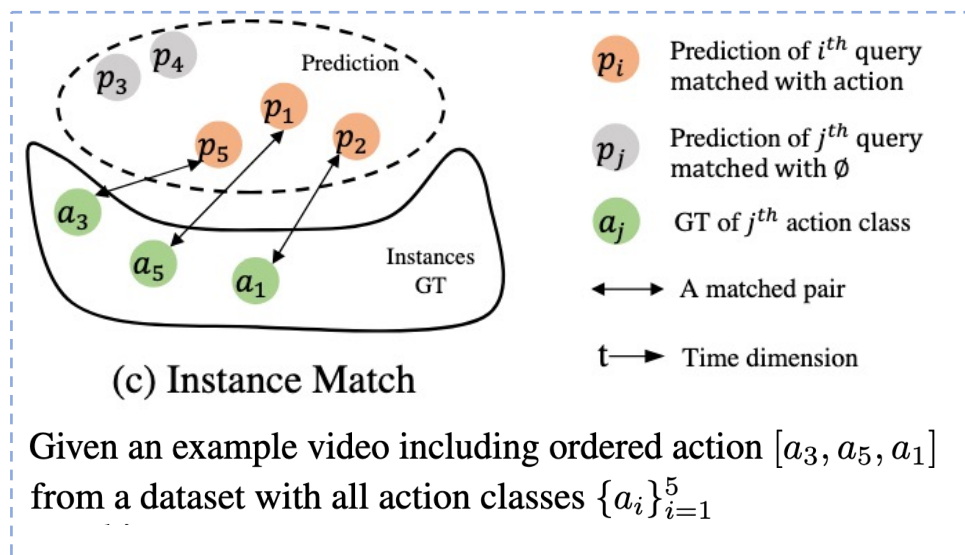 p₄
p₃
Prediction
p₁
p₂
p₅
a₃
a₅
a₁
Instances
GT
pᵢ Prediction of iᵗʰ query
matched with action
pⱼ Prediction of jᵗʰ query
matched with Ø
aⱼ GT of jᵗʰ action class
A matched pair
t Time dimension
(c) Instance Match
Given an example video including ordered action [a₃, a₅, a₁]
from a dataset with all action classes {aᵢ}⁵ᵢ₌₁